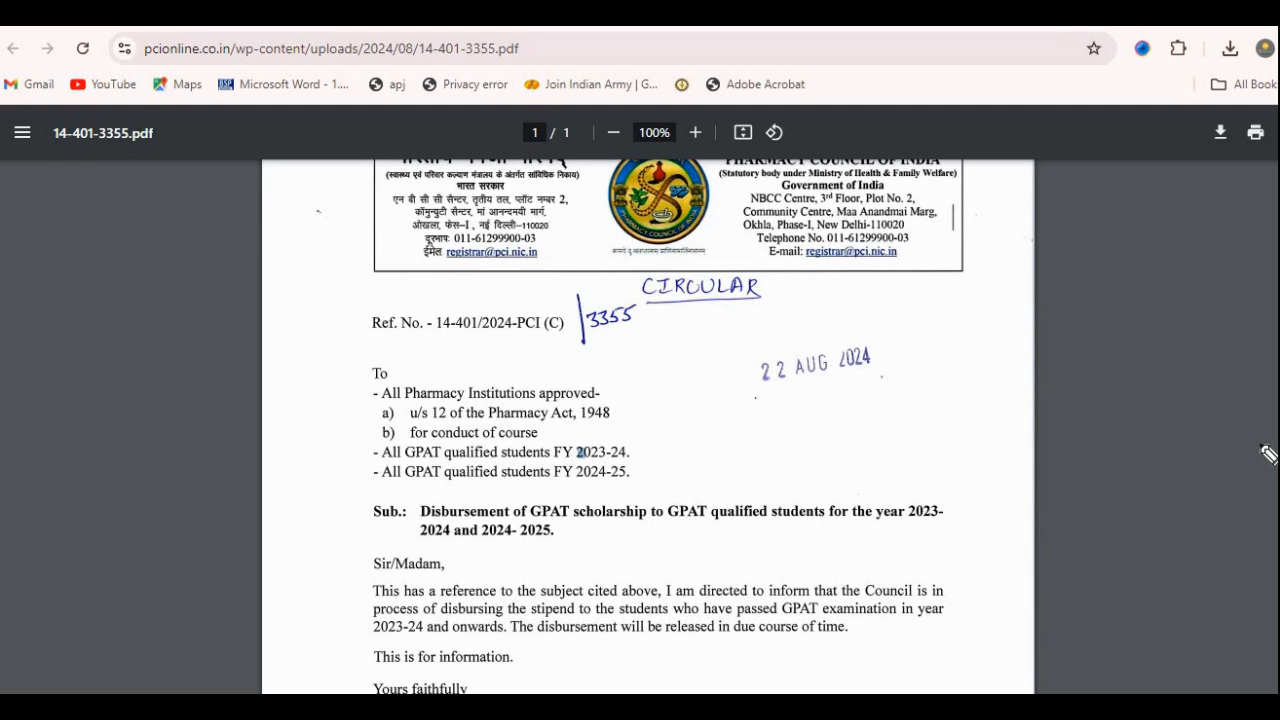 pcionline.co.in/wp-content/uploads/2024/08/14-401-3355.pdf
Gmail YouTube Maps Microsoft Word - 1.... apj Privacy error Join Indian Army | G... Adobe Acrobat All Book
14-401-3355.pdf 1 / 1 100%
PHARMACY COUNCIL OF INDIA
(स्वास्थ्य एवं परिवार कल्याण मंत्रालय के अंतर्गत सांविधिक निकाय)
भारत सरकार
एन बी सी सी सेन्टर, तृतीय तल, प्लॉट नम्बर 2,
कॉमुन्युटी सेन्टर, मां आनन्दमयी मार्ग,
ओखला, फेस-I, नई दिल्ली-110020
दूरभाष: 011-61299900-03
ईमेल registrar@pci.nic.in
PHARMACY COUNCIL OF INDIA
(Statutory body under Ministry of Health & Family Welfare)
Government of India
NBCC Centre, 3rd Floor, Plot No. 2,
Community Centre, Maa Anandmai Marg,
Okhla, Phase-I, New Delhi-110020
Telephone No. 011-61299900-03
E-mail: registrar@pci.nic.in
CIRCULAR
Ref. No. - 14-401/2024-PCI (C) /3355
22 AUG 2024
To
- All Pharmacy Institutions approved-
a) u/s 12 of the Pharmacy Act, 1948
b) for conduct of course
- All GPAT qualified students FY 2023-24.
- All GPAT qualified students FY 2024-25.
Sub.: Disbursement of GPAT scholarship to GPAT qualified students for the year 2023-
2024 and 2024- 2025.
Sir/Madam,
This has a reference to the subject cited above, I am directed to inform that the Council is in
process of disbursing the stipend to the students who have passed GPAT examination in year
2023-24 and onwards. The disbursement will be released in due course of time.
This is for information.
Yours faithfully